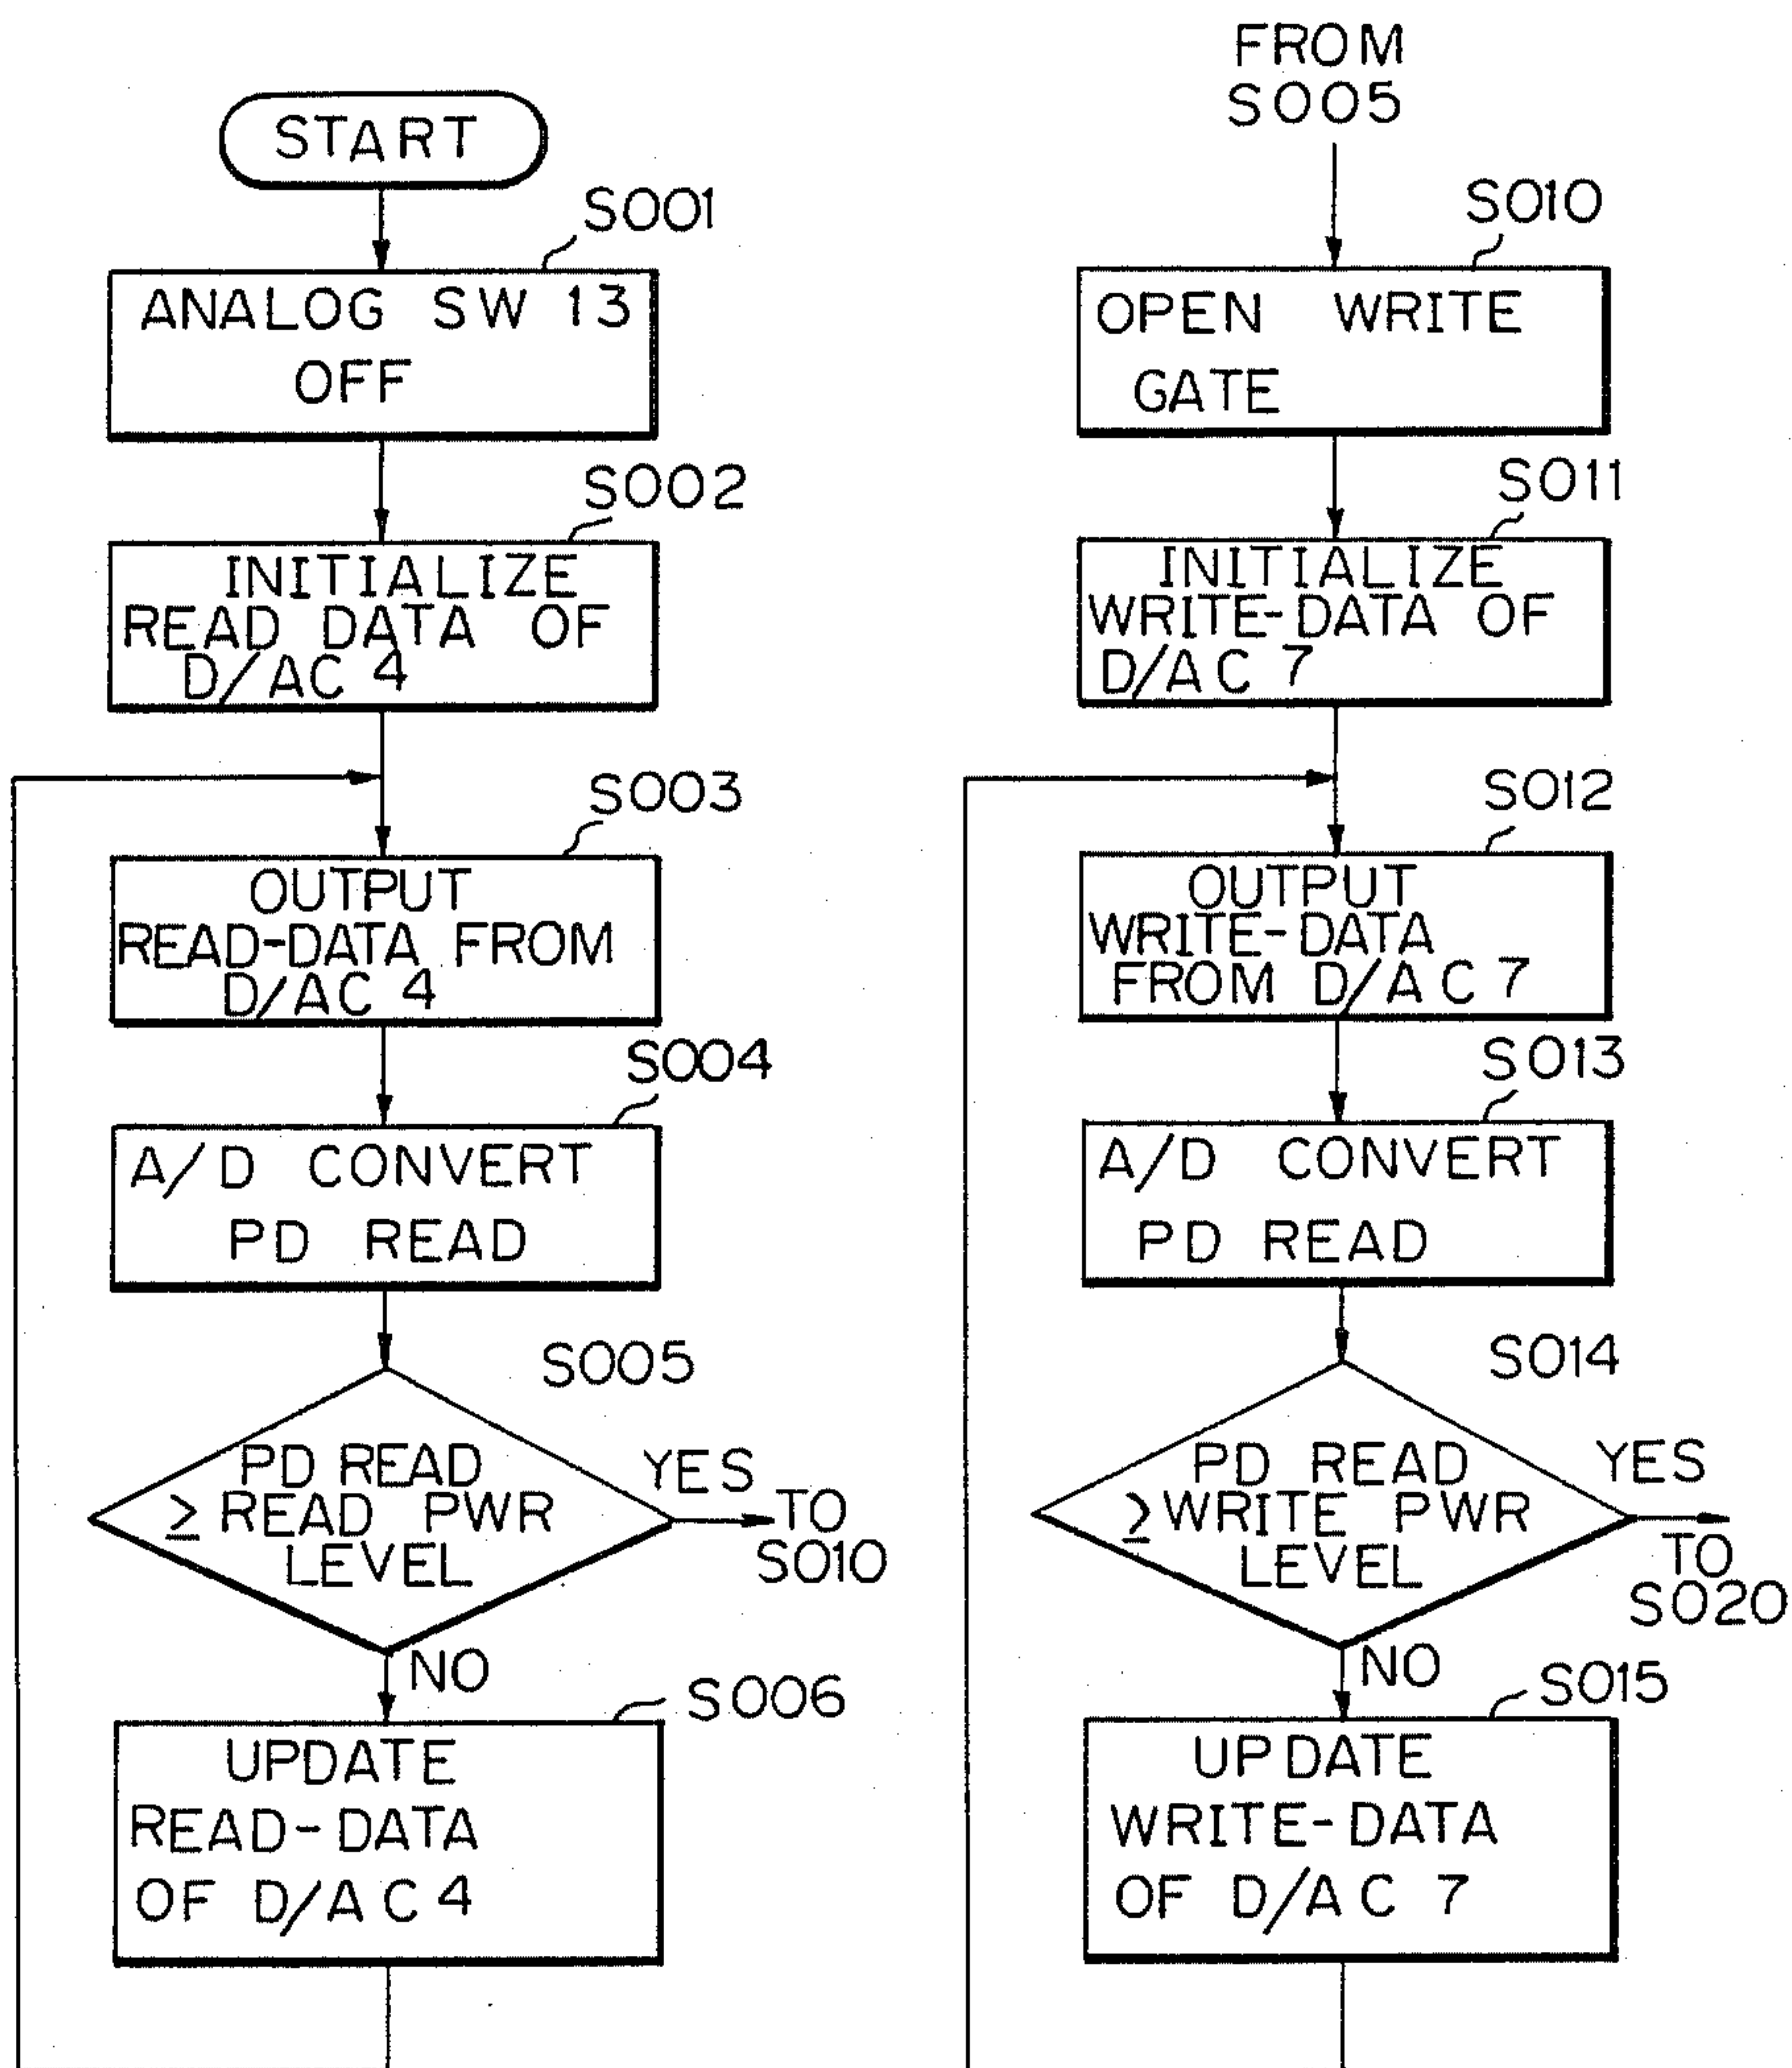 START
S001
ANALOG SW 13
OFF
S002
INITIALIZE
READ DATA OF
D/AC 4
S003
OUTPUT
READ-DATA FROM
D/AC 4
S004
A/D CONVERT
PD READ
S005
PD READ
≥ READ PWR
LEVEL
YES
TO
S010
NO
S006
UPDATE
READ-DATA
OF D/AC 4
FROM
S005
S010
OPEN WRITE
GATE
S011
INITIALIZE
WRITE-DATA OF
D/AC 7
S012
OUTPUT
WRITE-DATA
FROM D/AC 7
S013
A/D CONVERT
PD READ
S014
PD READ
≥ WRITE PWR
LEVEL
YES
TO
S020
NO
S015
UPDATE
WRITE-DATA
OF D/AC 7